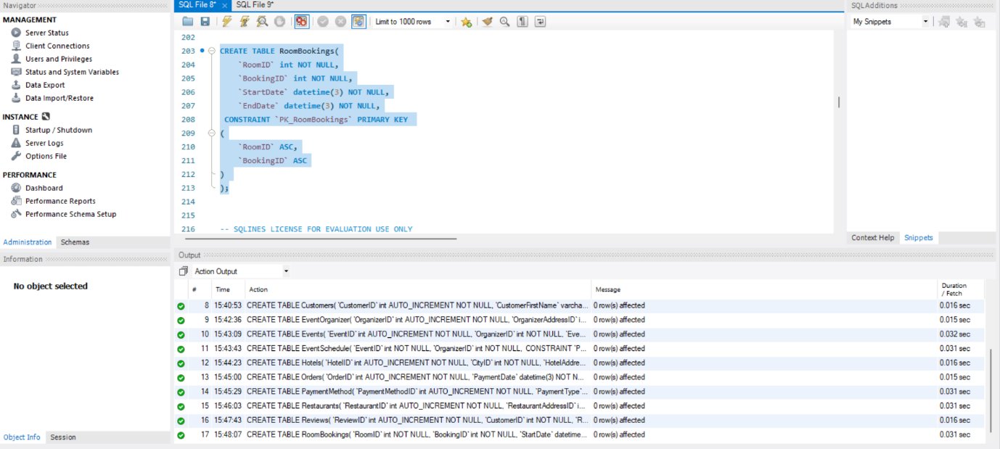 Navigator
MANAGEMENT
Server Status
Client Connections
Users and Privileges
Status and System Variables
Data Export
Data Import/Restore
INSTANCE
Startup / Shutdown
Server Logs
Options File
PERFORMANCE
Dashboard
Performance Reports
Performance Schema Setup
Administration Schemas
Information
No object selected
Object Info Session
SQL File 8* × SQL File 9*
Limit to 1000 rows
202
203 CREATE TABLE RoomBookings(
204 `RoomID` int NOT NULL,
205 `BookingID` int NOT NULL,
206 `StartDate` datetime(3) NOT NULL,
207 `EndDate` datetime(3) NOT NULL,
208 CONSTRAINT `PK_RoomBookings` PRIMARY KEY
209 (
210 `RoomID` ASC,
211 `BookingID` ASC
212 )
213 );
214
215
216 -- SQLINES LICENSE FOR EVALUATION USE ONLY
SQLAdditions
My Snippets
Context Help Snippets
Output
Action Output
# Time Action Message Duration / Fetch
8 15:40:53 CREATE TABLE Customers( `CustomerID` int AUTO_INCREMENT NOT NULL, `CustomerFirstName` varcha... 0 row(s) affected 0.016 sec
9 15:42:36 CREATE TABLE EventOrganizer( `OrganizerID` int AUTO_INCREMENT NOT NULL, `OrganizerAddressID` i... 0 row(s) affected 0.015 sec
10 15:43:09 CREATE TABLE Events( `EventID` int AUTO_INCREMENT NOT NULL, `OrganizerID` int NOT NULL, `Eve... 0 row(s) affected 0.032 sec
11 15:43:43 CREATE TABLE EventSchedule( `EventID` int NOT NULL, `OrganizerID` int NOT NULL, CONSTRAINT `P... 0 row(s) affected 0.031 sec
12 15:44:23 CREATE TABLE Hotels( `HotelID` int AUTO_INCREMENT NOT NULL, `CityID` int NOT NULL, `HotelAddre... 0 row(s) affected 0.016 sec
13 15:45:00 CREATE TABLE Orders( `OrderID` int AUTO_INCREMENT NOT NULL, `PaymentDate` datetime(3) NOT N... 0 row(s) affected 0.015 sec
14 15:45:29 CREATE TABLE PaymentMethod( `PaymentMethodID` int AUTO_INCREMENT NOT NULL, `PaymentType`... 0 row(s) affected 0.031 sec
15 15:46:03 CREATE TABLE Restaurants( `RestaurantID` int AUTO_INCREMENT NOT NULL, `RestaurantAddressID` i... 0 row(s) affected 0.031 sec
16 15:47:43 CREATE TABLE Reviews( `ReviewID` int AUTO_INCREMENT NOT NULL, `CustomerID` int NOT NULL, `R... 0 row(s) affected 0.016 sec
17 15:48:07 CREATE TABLE RoomBookings( `RoomID` int NOT NULL, `BookingID` int NOT NULL, `StartDate` datetime... 0 row(s) affected 0.031 sec